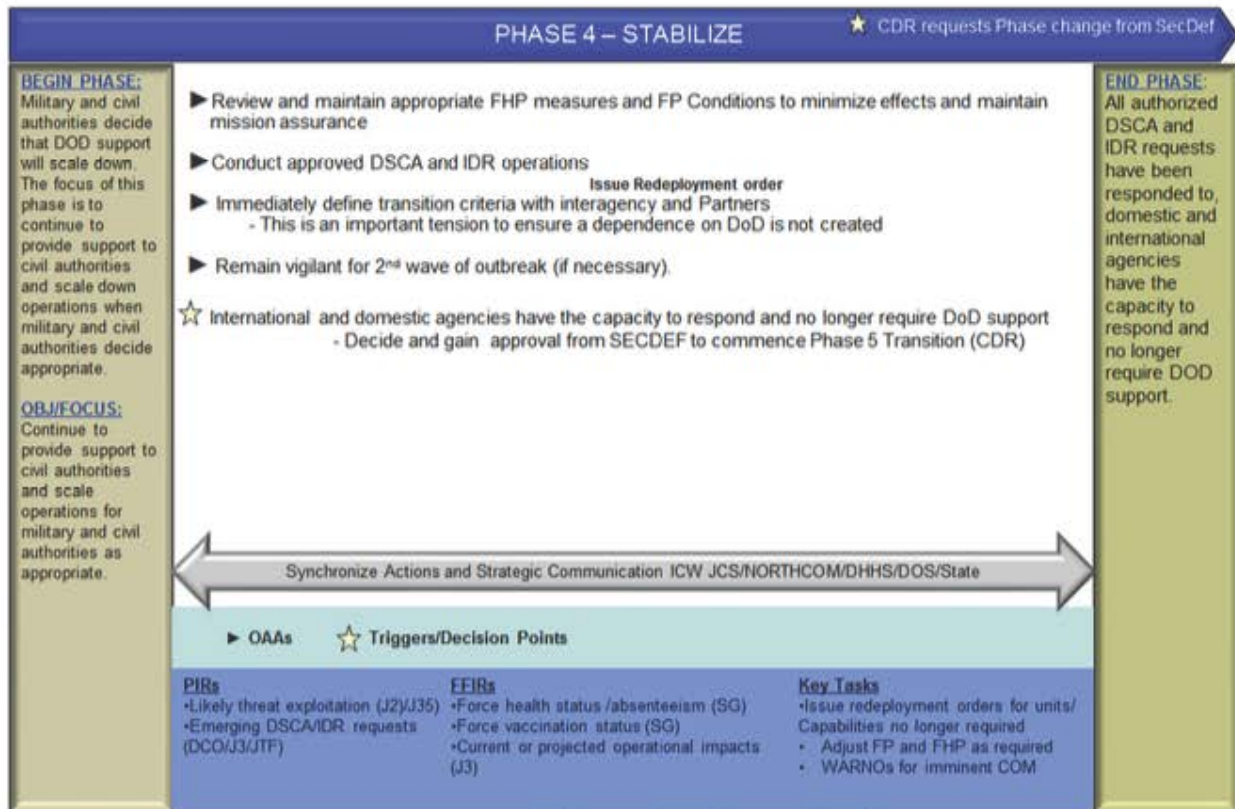 PHASE 4 – STABILIZE
☆ CDR requests Phase change from SecDef
BEGIN PHASE:
Military and civil
authorities decide
that DOD support
will scale down.
The focus of this
phase is to
continue to
provide support to
civil authorities
and scale down
operations when
military and civil
authorities decide
appropriate.
OBJ/FOCUS:
Continue to
provide support to
civil authorities
and scale
operations for
military and civil
authorities as
appropriate.
► Review and maintain appropriate FHP measures and FP Conditions to minimize effects and maintain
mission assurance
► Conduct approved DSCA and IDR operations
Issue Redeployment order
► Immediately define transition criteria with interagency and Partners
- This is an important tension to ensure a dependence on DoD is not created
► Remain vigilant for 2nd wave of outbreak (if necessary).
☆ International and domestic agencies have the capacity to respond and no longer require DoD support
- Decide and gain approval from SECDEF to commence Phase 5 Transition (CDR)
Synchronize Actions and Strategic Communication ICW JCS/NORTHCOM/DHHS/DOS/State
► OAAs ☆ Triggers/Decision Points
PIRs
•Likely threat exploitation (J2)/J35)
•Emerging DSCA/IDR requests
(DCO/J3/JTF)
FFIRs
•Force health status /absenteeism (SG)
•Force vaccination status (SG)
•Current or projected operational impacts
(J3)
Key Tasks
•Issue redeployment orders for units/
Capabilities no longer required
• Adjust FP and FHP as required
• WARNOs for imminent COM
END PHASE:
All authorized
DSCA and
IDR requests
have been
responded to,
domestic and
international
agencies
have the
capacity to
respond and
no longer
require DOD
support.